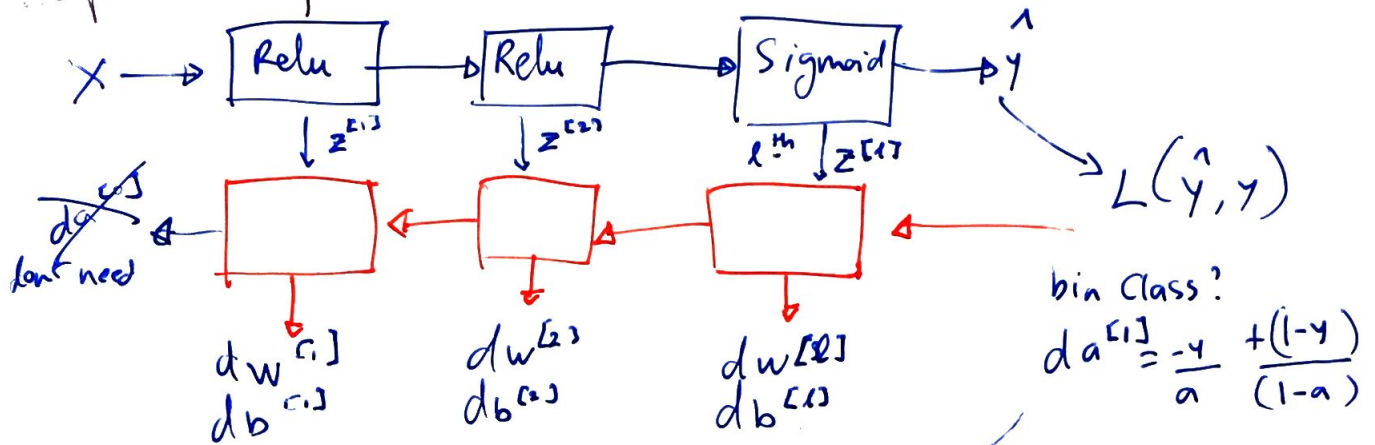 X → Relu → Relu → Sigmoid → ŷ
z[1] z[2] lth z[l]
L(ŷ, y)
da[0]
dont need
bin Class?
da[l] = -y/a +(1-y)/(1-a)
dw[1] dw[2] dw[l]
db[1] db[2] db[l]